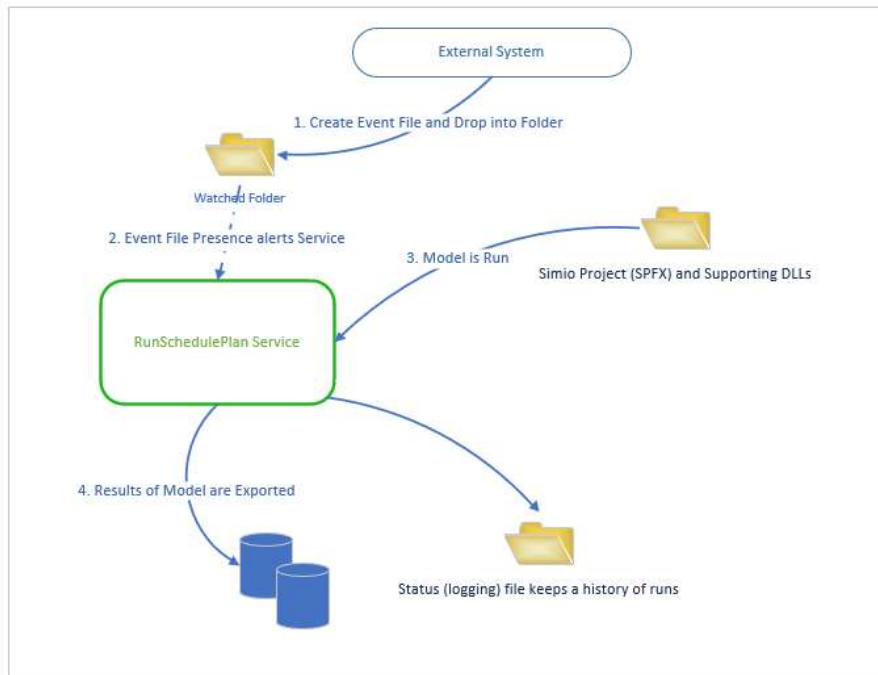 External System
1. Create Event File and Drop into Folder
Watched Folder
2. Event File Presence alerts Service
3. Model is Run
Simio Project (SPFX) and Supporting DLLs
RunSchedulePlan Service
4. Results of Model are Exported
Status (logging) file keeps a history of runs